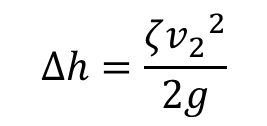 Δh = ζv₂² / 2g